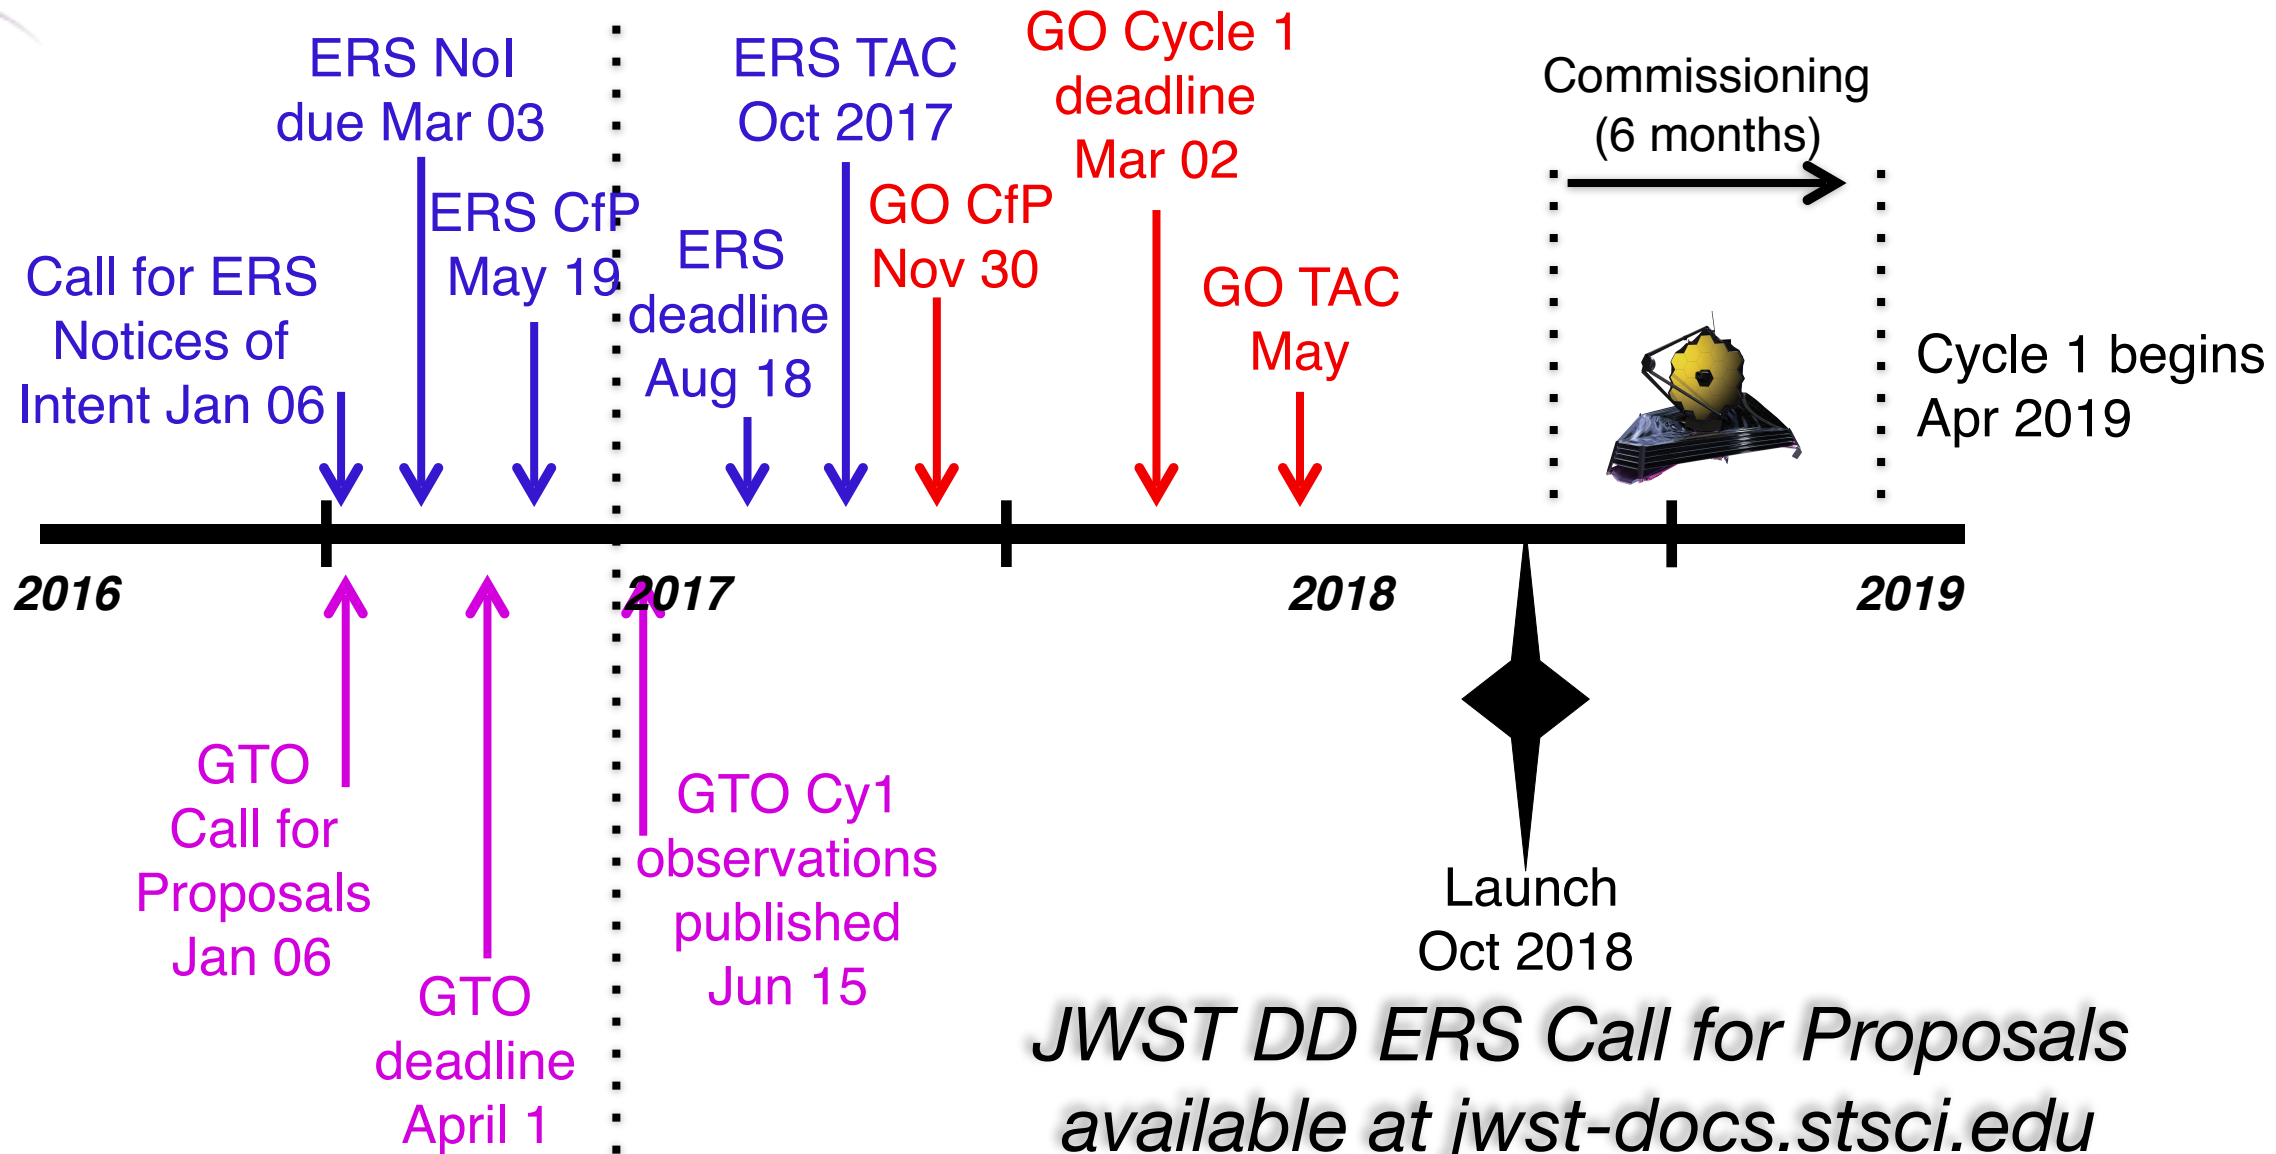 ERS NoI
due Mar 03
ERS TAC
Oct 2017
GO Cycle 1
deadline
Mar 02
Commissioning
(6 months)
ERS CfP
May 19
GO CfP
Nov 30
Call for ERS
Notices of
Intent Jan 06
ERS
deadline
Aug 18
GO TAC
May
Cycle 1 begins
Apr 2019
2016
2017
2018
2019
GTO
Call for
Proposals
Jan 06
GTO
deadline
April 1
GTO Cy1
observations
published
Jun 15
Launch
Oct 2018
JWST DD ERS Call for Proposals
available at jwst-docs.stsci.edu